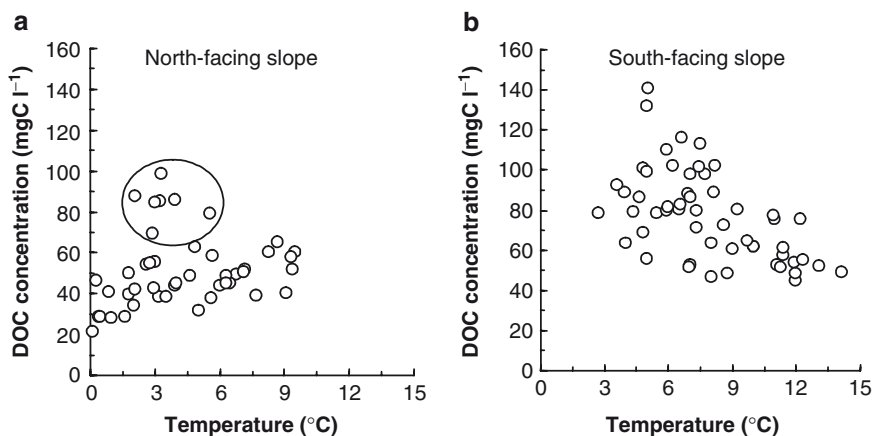 a
North-facing slope
DOC concentration (mgC l⁻¹)
160
140
120
100
80
60
40
20
0
0 3 6 9 12 15
Temperature (°C)
b
South-facing slope
DOC concentration (mgC l⁻¹)
160
140
120
100
80
60
40
20
0
0 3 6 9 12 15
Temperature (°C)